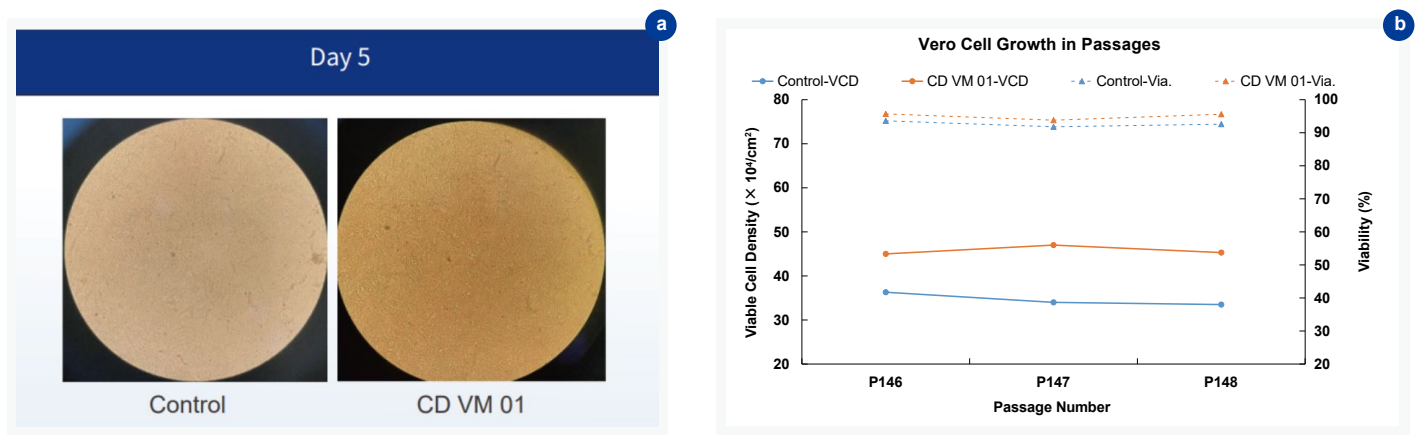 a
Day 5
Control
CD VM 01
b
Vero Cell Growth in Passages
Control-VCD
CD VM 01-VCD
Control-Via.
CD VM 01-Via.
Viable Cell Density (× 10⁴/cm²)
80
70
60
50
40
30
20
100
90
80
70
60
50
40
30
20
Viability (%)
P146
P147
P148
Passage Number